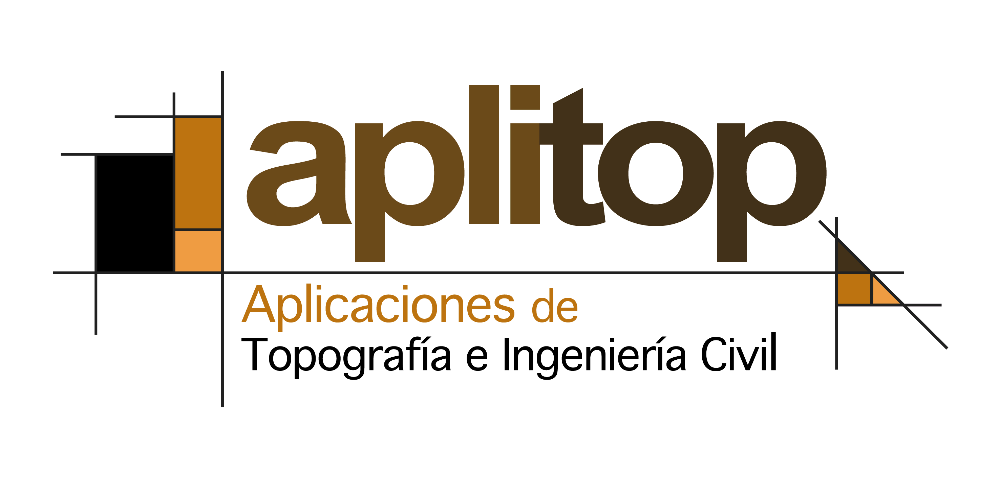 aplitop
Aplicaciones de
Topografía e Ingeniería Civil